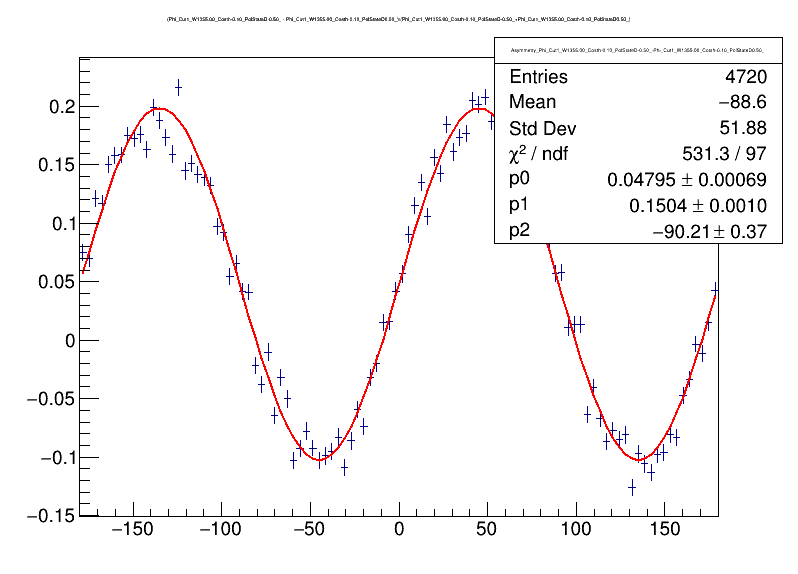 Entries 4720
Mean −88.6
Std Dev 51.88
χ² / ndf 531.3 / 97
p0 0.04795 ± 0.00069
p1 0.1504 ± 0.0010
p2 −90.21 ± 0.37
0.2
0.15
0.1
0.05
0
−0.05
−0.1
−0.15
−150 −100 −50 0 50 100 150